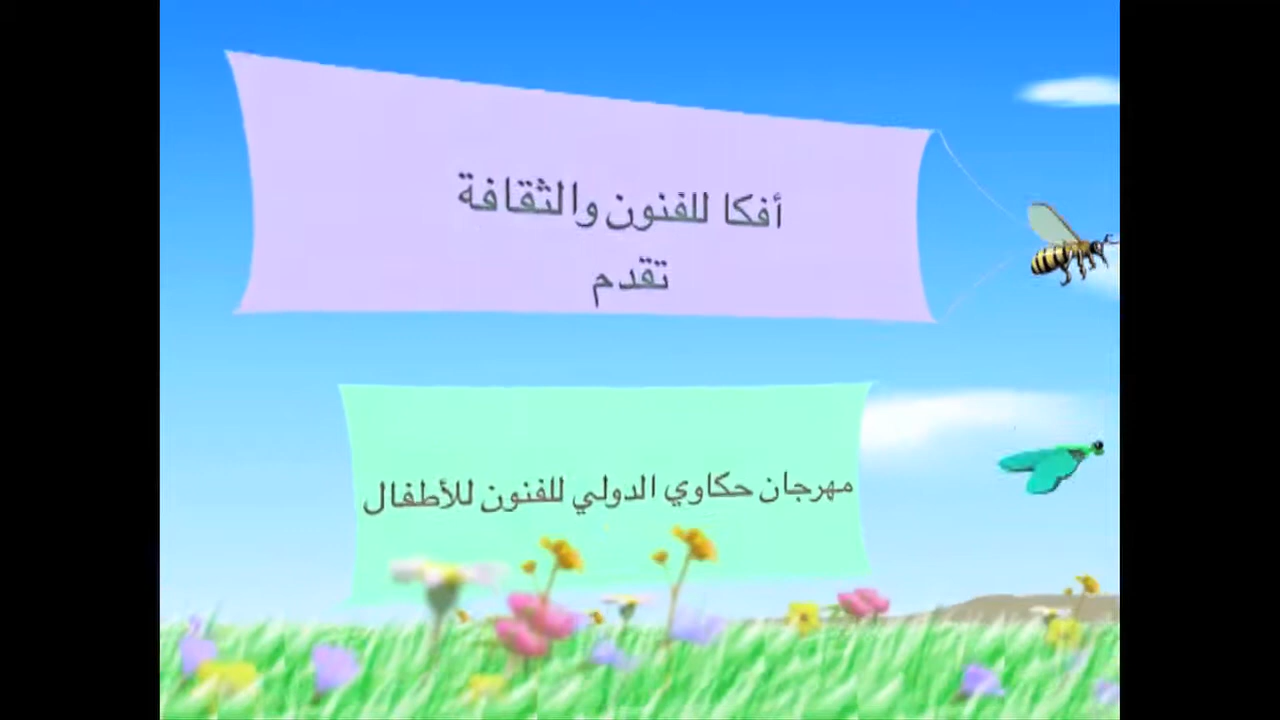 أفكا للفنون والثقافة
تقدم
مهرجان حكاوي الدولي للفنون للأطفال